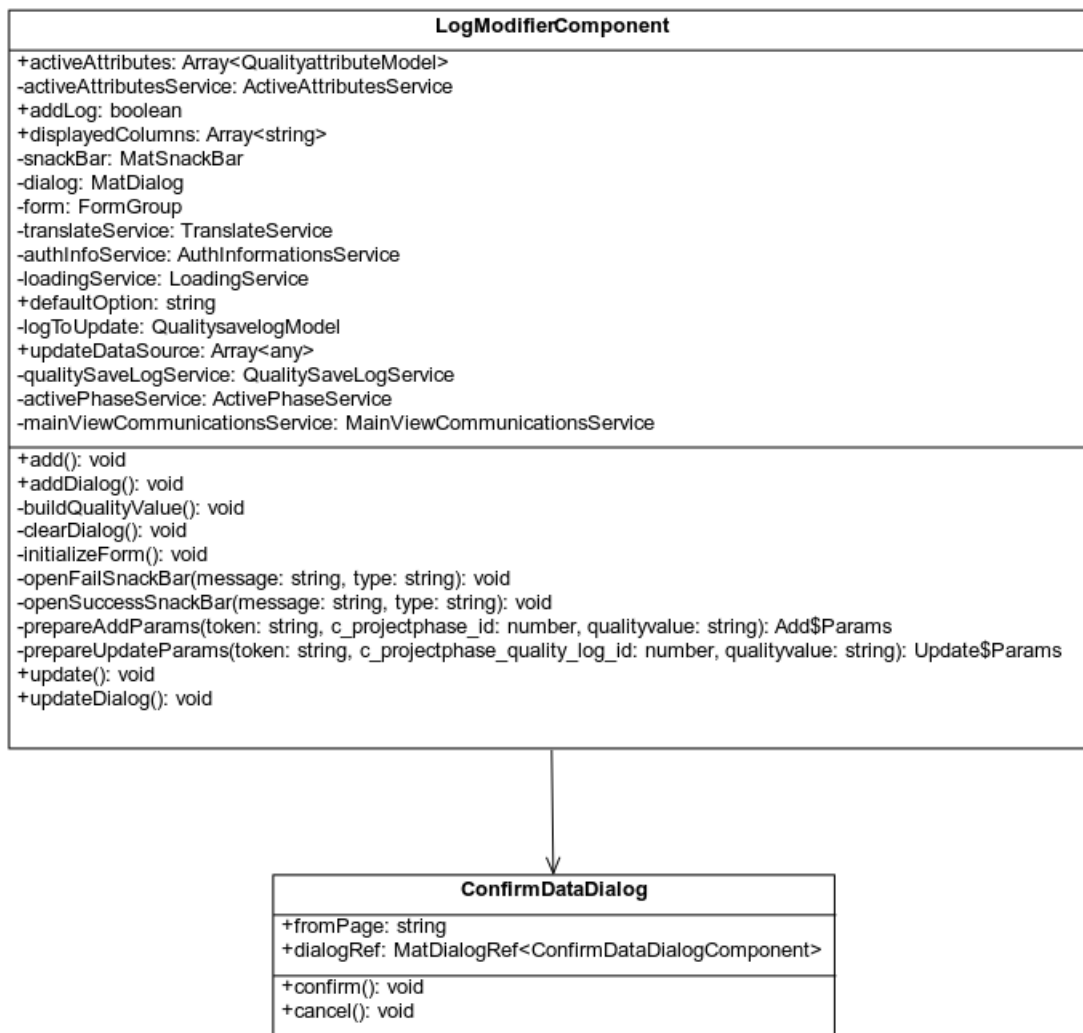 LogModifierComponent
+activeAttributes: Array<QualityattributeModel>
-activeAttributesService: ActiveAttributesService
+addLog: boolean
+displayedColumns: Array<string>
-snackBar: MatSnackBar
-dialog: MatDialog
-form: FormGroup
-translateService: TranslateService
-authInfoService: AuthInformationsService
-loadingService: LoadingService
+defaultOption: string
-logToUpdate: QualitysavelogModel
+updateDataSource: Array<any>
-qualitySaveLogService: QualitySaveLogService
-activePhaseService: ActivePhaseService
-mainViewCommunicationsService: MainViewCommunicationsService
+add(): void
+addDialog(): void
-buildQualityValue(): void
-clearDialog(): void
-initializeForm(): void
-openFailSnackBar(message: string, type: string): void
-openSuccessSnackBar(message: string, type: string): void
-prepareAddParams(token: string, c_projectphase_id: number, qualityvalue: string): Add$Params
-prepareUpdateParams(token: string, c_projectphase_quality_log_id: number, qualityvalue: string): Update$Params
+update(): void
+updateDialog(): void
ConfirmDataDialog
+fromPage: string
+dialogRef: MatDialogRef<ConfirmDataDialogComponent>
+confirm(): void
+cancel(): void